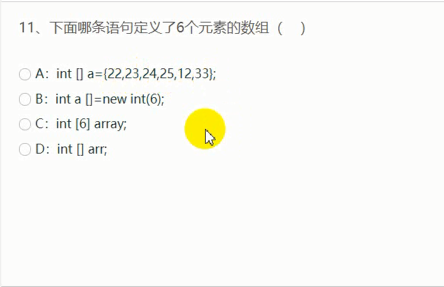 11、下面哪条语句定义了6个元素的数组（ ）
A：int [] a={22,23,24,25,12,33};
B：int a []=new int(6);
C：int [6] array;
D：int [] arr;